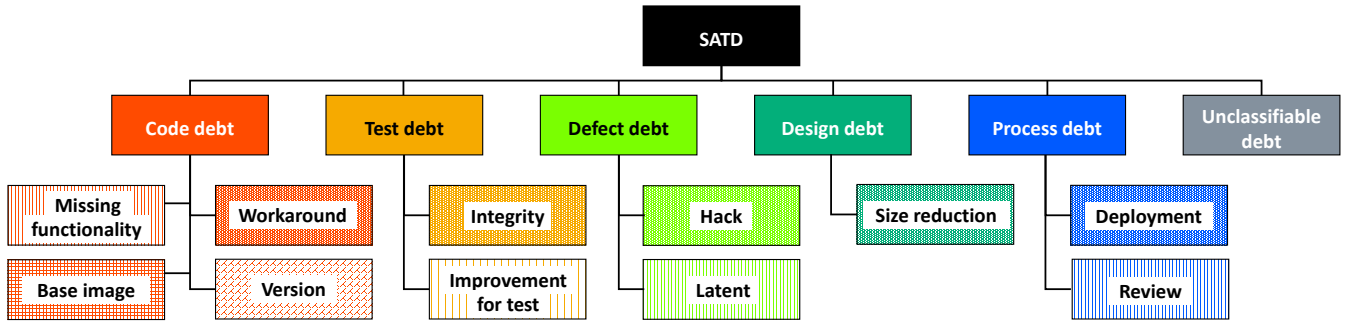 SATD
Code debt
Test debt
Defect debt
Design debt
Process debt
Unclassifiable
debt
Missing
functionality
Workaround
Integrity
Hack
Size reduction
Deployment
Base image
Version
Improvement
for test
Latent
Review